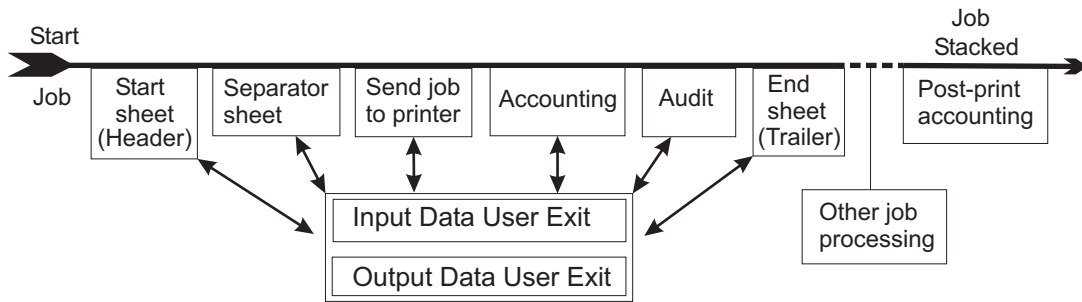 Start
Job
Job
Stacked
Start
sheet
(Header)
Separator
sheet
Send job
to printer
Accounting
Audit
End
sheet
(Trailer)
Post-print
accounting
Input Data User Exit
Output Data User Exit
Other job
processing